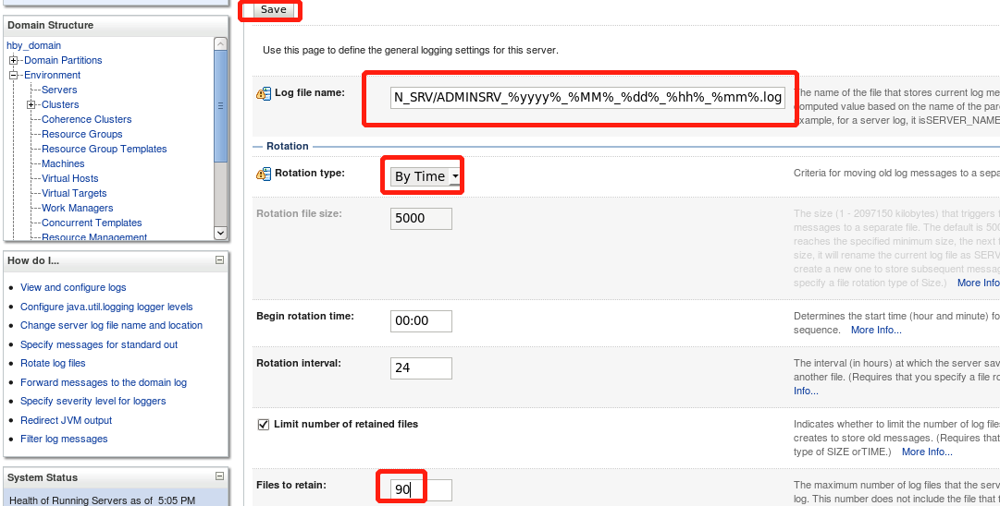 Save
Domain Structure
hby_domain
Domain Partitions
Environment
Servers
Clusters
Coherence Clusters
Resource Groups
Resource Group Templates
Machines
Virtual Hosts
Virtual Targets
Work Managers
Concurrent Templates
Resource Management
How do I...
View and configure logs
Configure java.util.logging logger levels
Change server log file name and location
Specify messages for standard out
Rotate log files
Forward messages to the domain log
Specify severity level for loggers
Redirect JVM output
Filter log messages
System Status
Health of Running Servers as of 5:05 PM
Use this page to define the general logging settings for this server.
Log file name:
N_SRV/ADMINSRV_%yyyy%_%MM%_%dd%_%hh%_%mm%.log
The name of the file that stores current log me
computed value based on the name of the pare
example, for a server log, it isSERVER_NAME
Rotation
Rotation type:
By Time
Criteria for moving old log messages to a sepa
Rotation file size:
5000
The size (1 - 2097150 kilobytes) that triggers t
messages to a separate file. The default is 500
reaches the specified minimum size, the next t
size, it will rename the current log file as SERV
create a new one to store subsequent messag
specify a file rotation type of Size.) More Info
Begin rotation time:
00:00
Determines the start time (hour and minute) fo
sequence. More Info...
Rotation interval:
24
The interval (in hours) at which the server sav
another file. (Requires that you specify a file ro
Info...
Limit number of retained files
Indicates whether to limit the number of log files
creates to store old messages. (Requires that
type of SIZE orTIME.) More Info...
Files to retain:
90
The maximum number of log files that the serv
log. This number does not include the file that t